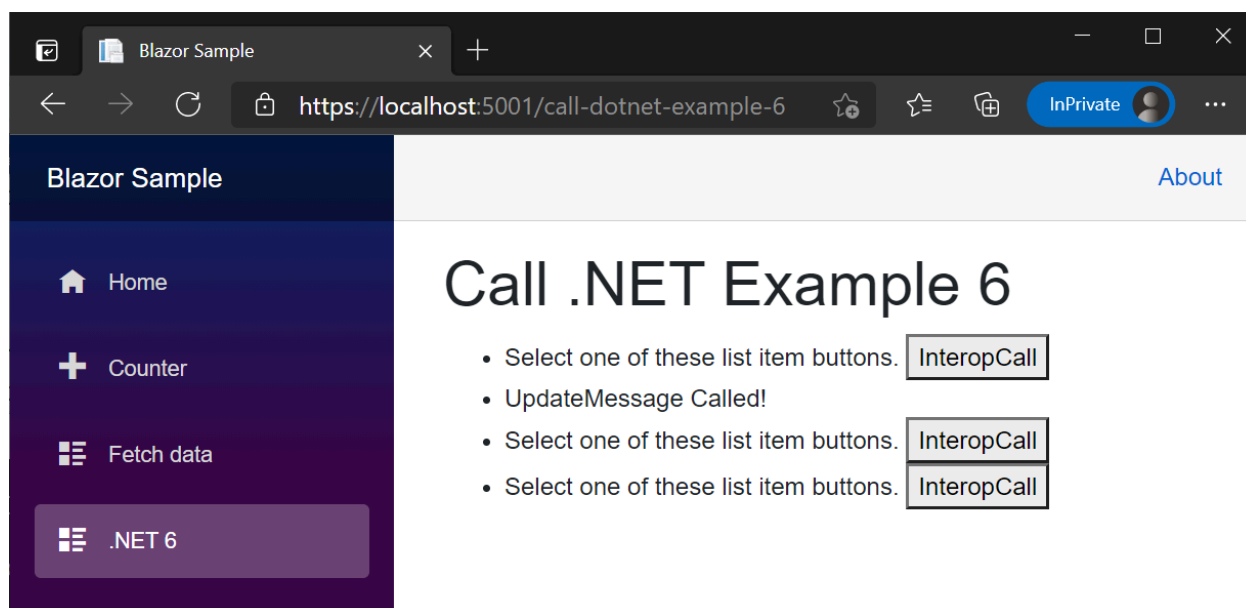 Blazor Sample
https://localhost:5001/call-dotnet-example-6
InPrivate
Blazor Sample
About
Home
Counter
Fetch data
.NET 6
Call .NET Example 6
Select one of these list item buttons. InteropCall
UpdateMessage Called!
Select one of these list item buttons. InteropCall
Select one of these list item buttons. InteropCall